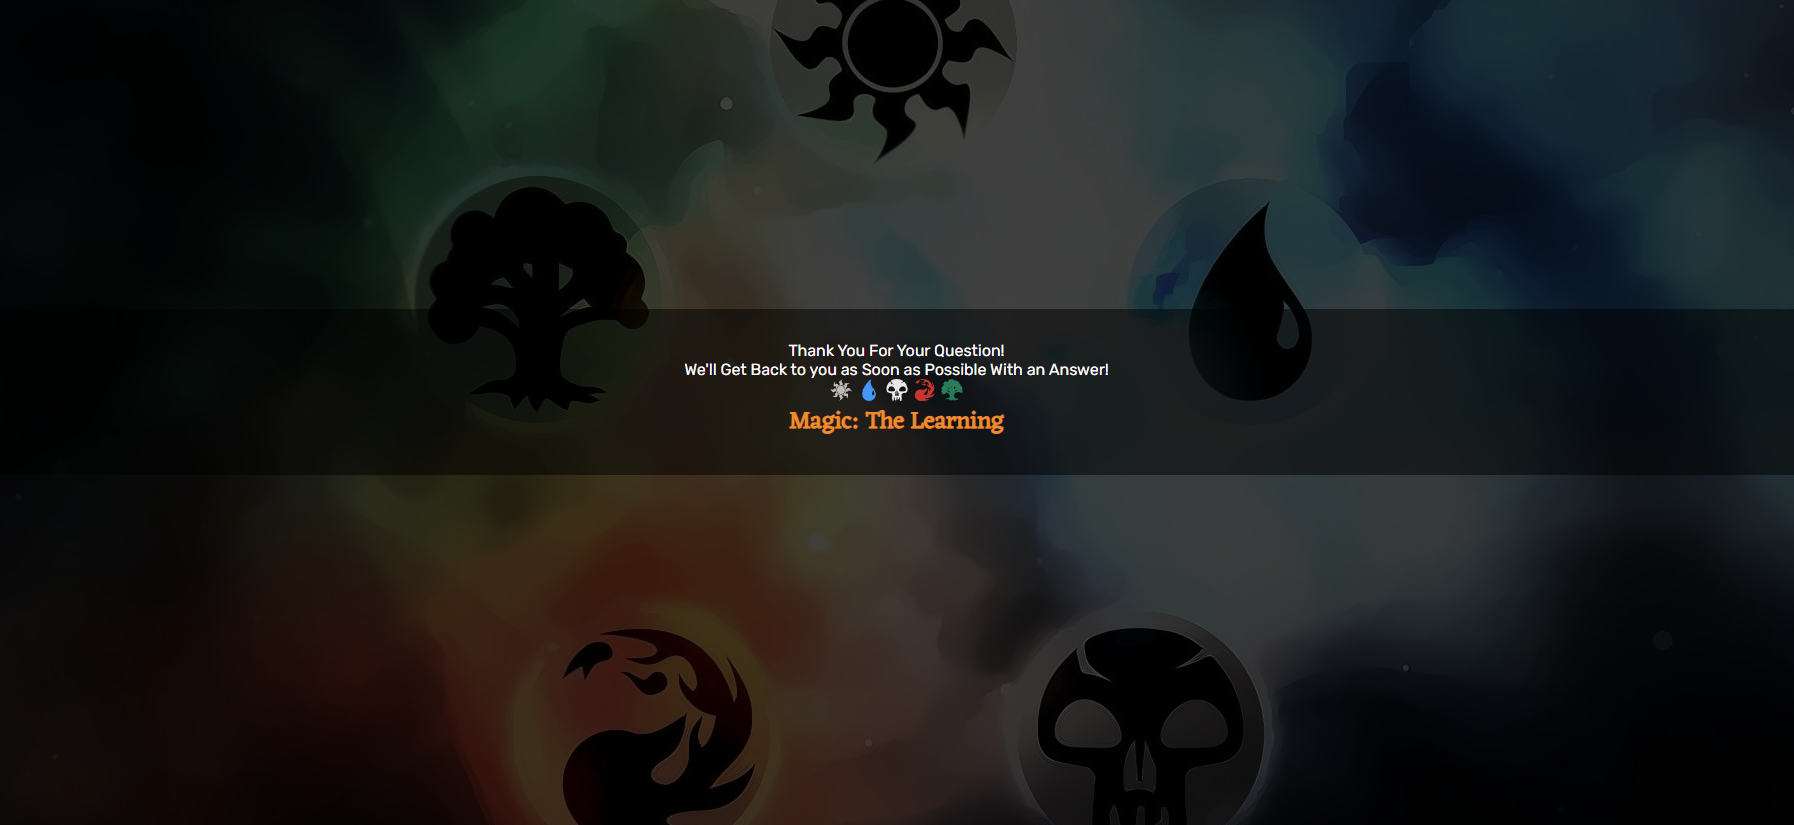 Thank You For Your Question!
We'll Get Back to you as Soon as Possible With an Answer!
Magic: The Learning